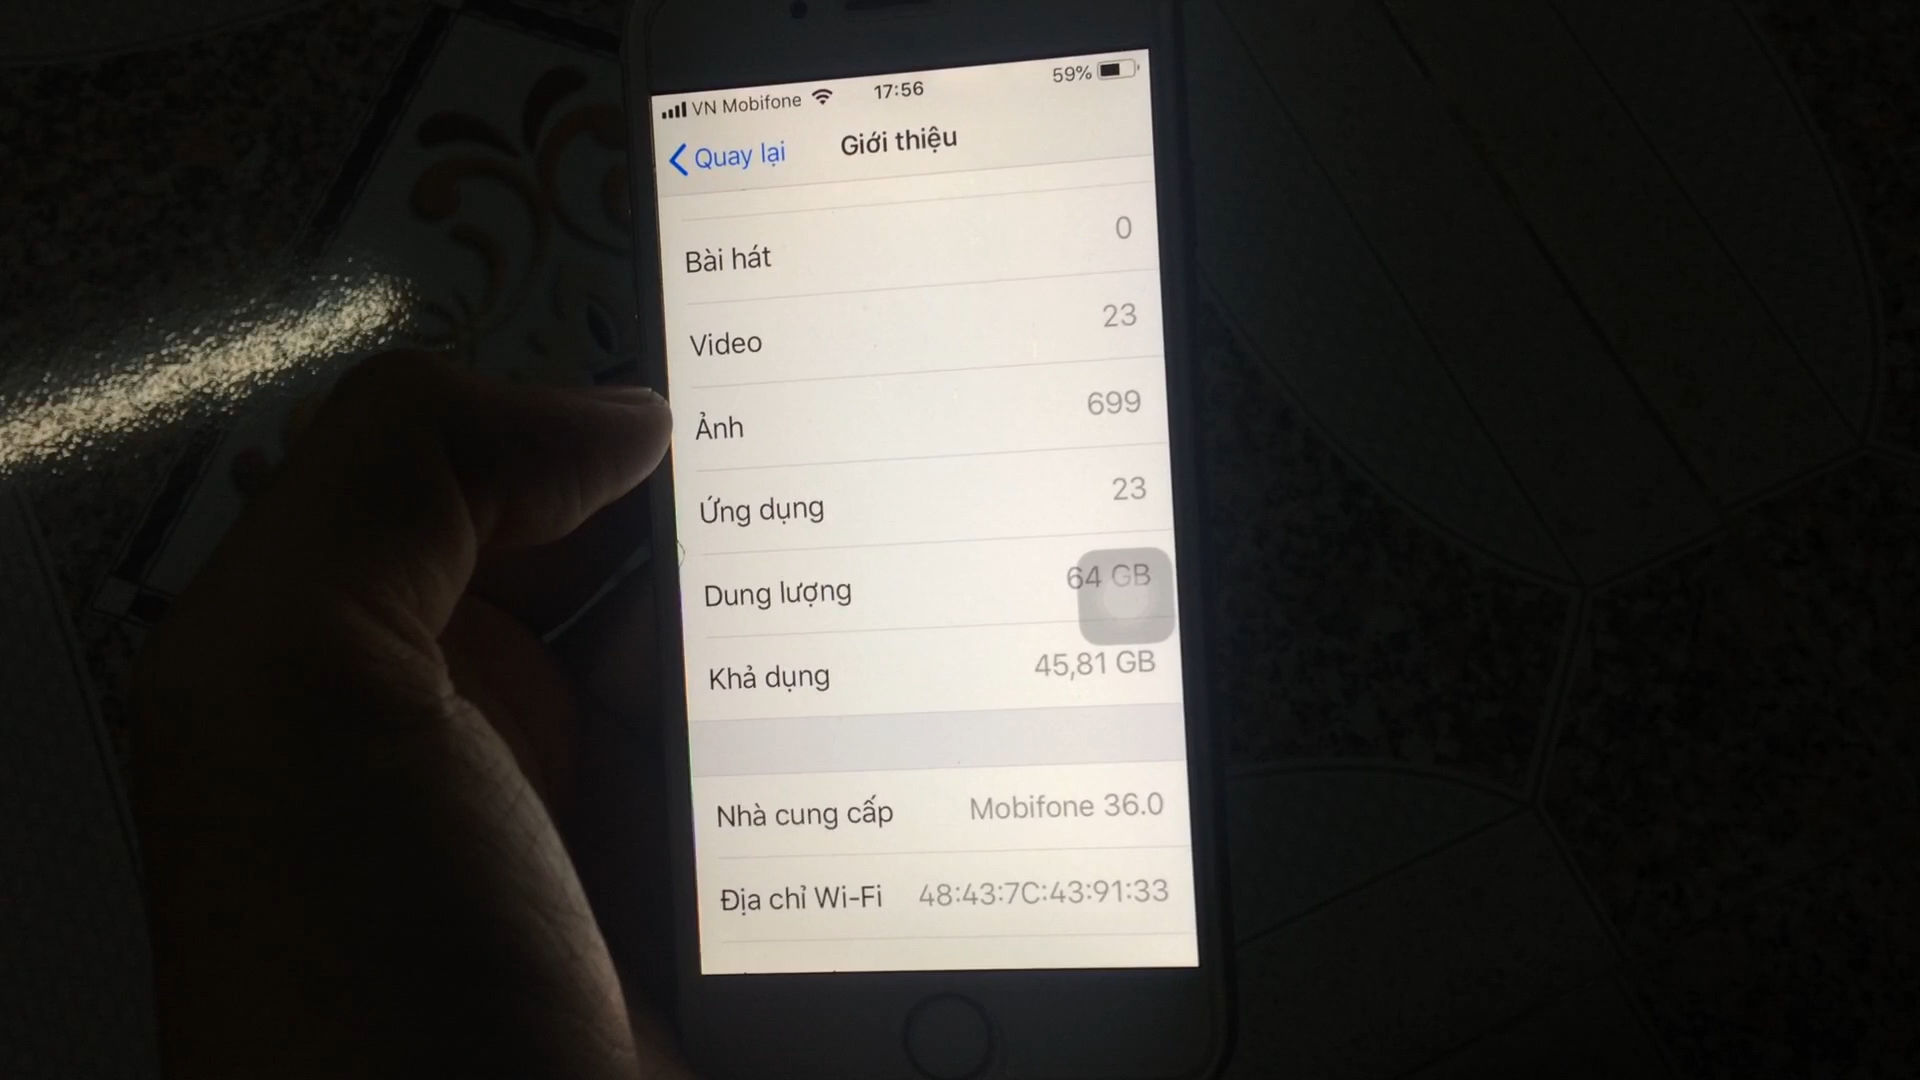 VN Mobifone 17:56 59%
Quay lại Giới thiệu
Bài hát 0
Video 23
Ảnh 699
Ứng dụng 23
Dung lượng 64 GB
Khả dụng 45,81 GB
Nhà cung cấp Mobifone 36.0
Địa chỉ Wi-Fi 48:43:7C:43:91:33